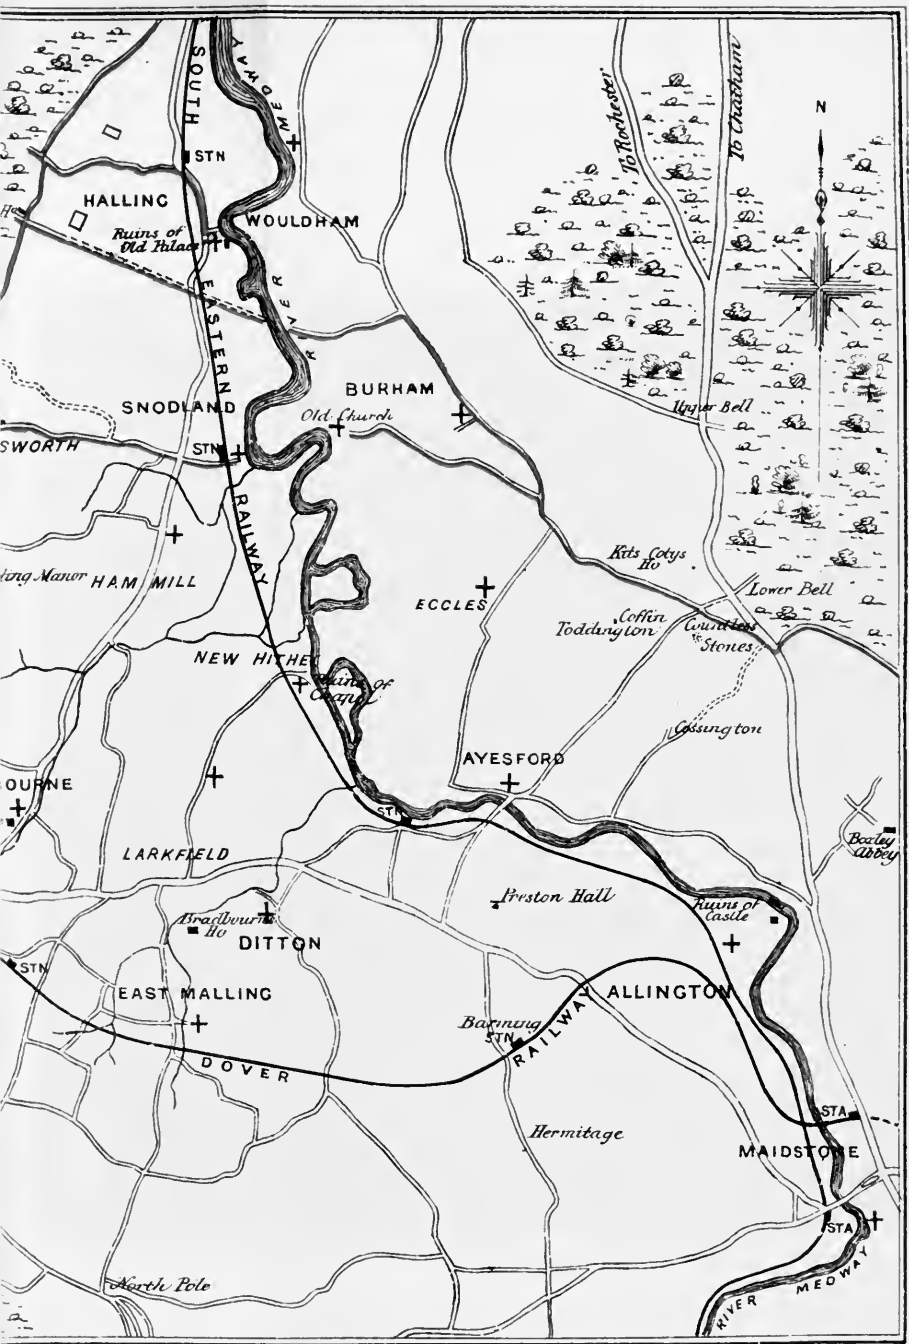 SOUTH
MEDWAY
To Rochester
To Chatham
N
STN
HALLING
WOULDHAM
Ruins of
Old Palace
EASTERN
RIVER
BURHAM
SNODLAND
Old Church
Upper Bell
STN
SWORTH
RAILWAY
Kits Cotys
Ho
ling Manor
HAM MILL
Lower Bell
ECCLES
Coffin
Toddington
Countless
Stones
NEW HITHE
Ruins of
Chapel
Cossington
AYESFORD
OURNE
STN
Boxley
Abbey
LARKFIELD
Preston Hall
Ruins of
Castle
Bradbourn
Ho
DITTON
STN
EAST MALLING
ALLINGTON
Barming
STN
RAILWAY
DOVER
STA
Hermitage
MAIDSTONE
STA
North Pole
RIVER MEDWAY